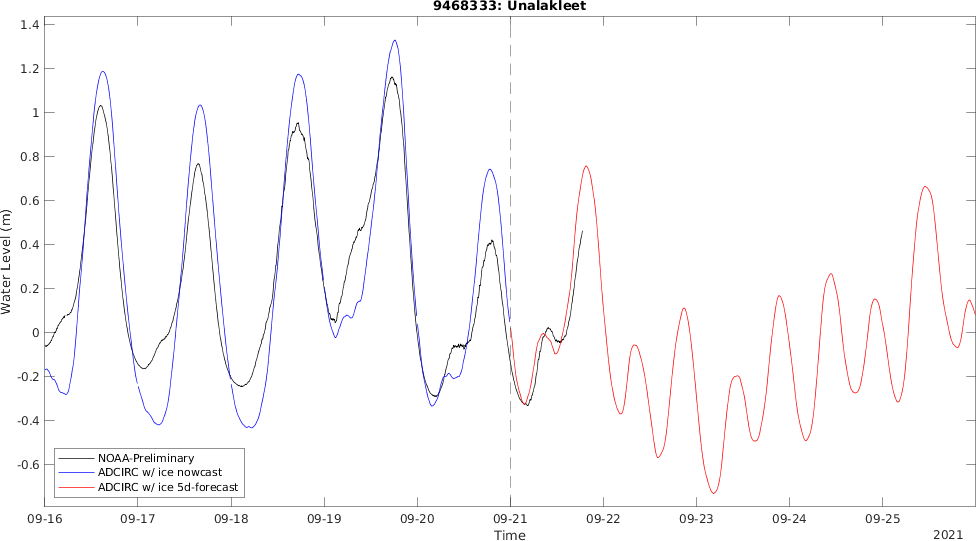 9468333: Unalakleet
Water Level (m)
1.4
1.2
1
0.8
0.6
0.4
0.2
0
-0.2
-0.4
-0.6
NOAA-Preliminary
ADCIRC w/ ice nowcast
ADCIRC w/ ice 5d-forecast
09-16 09-17 09-18 09-19 09-20 09-21 09-22 09-23 09-24 09-25
Time
2021